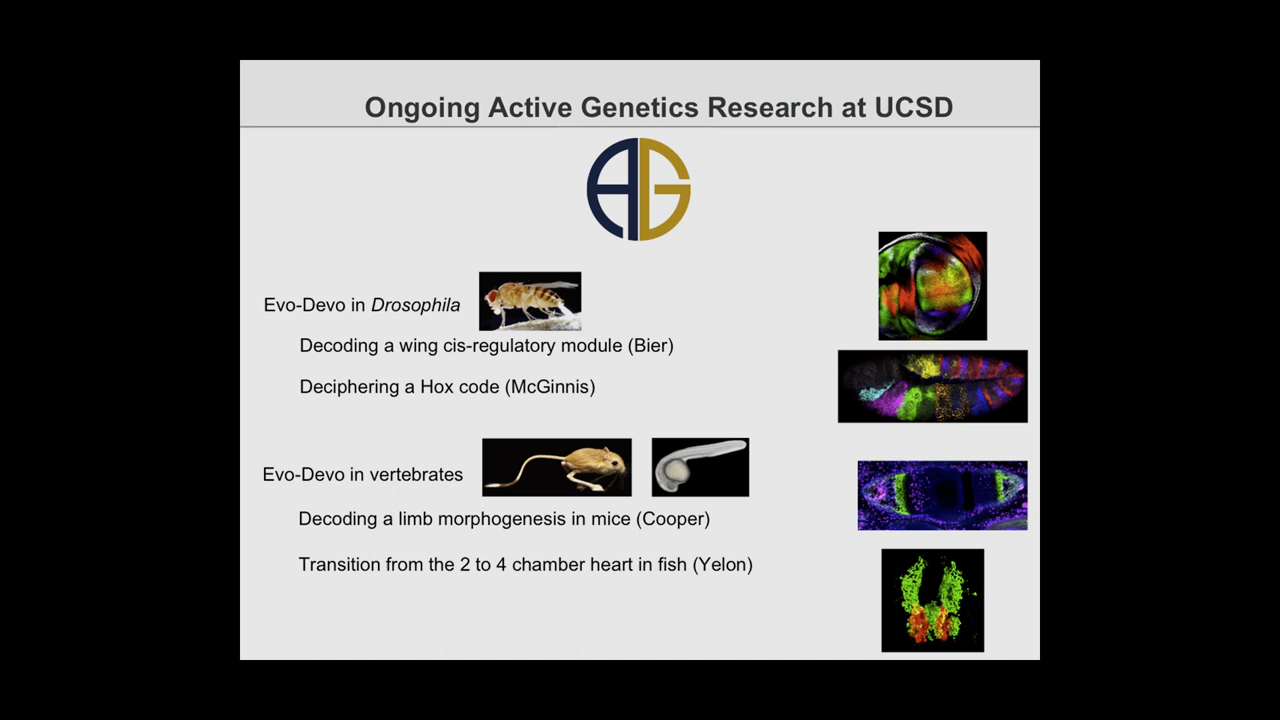 Ongoing Active Genetics Research at UCSD
AG
Evo-Devo in Drosophila
Decoding a wing cis-regulatory module (Bier)
Deciphering a Hox code (McGinnis)
Evo-Devo in vertebrates
Decoding a limb morphogenesis in mice (Cooper)
Transition from the 2 to 4 chamber heart in fish (Yelon)